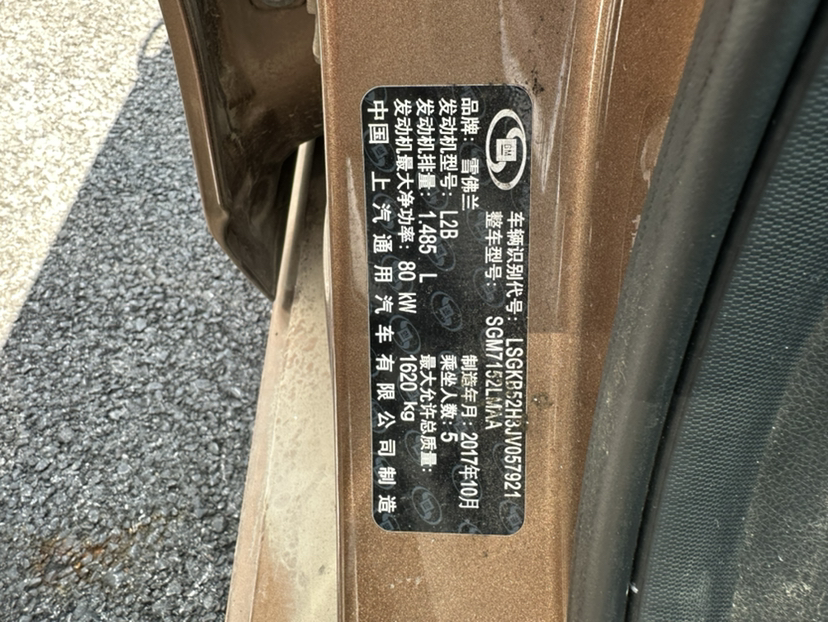 GM
车辆识别代号: LSGKB52H3JV057921
整车型号: SGM7152LMAA
品牌: 雪佛兰 制造年月: 2017年10月
发动机型号: L2B 乘坐人数: 5
发动机排量: 1.485 L 最大允许总质量:
发动机最大净功率: 80 kW 1620 kg
中国 上汽通用汽车有限公司制造